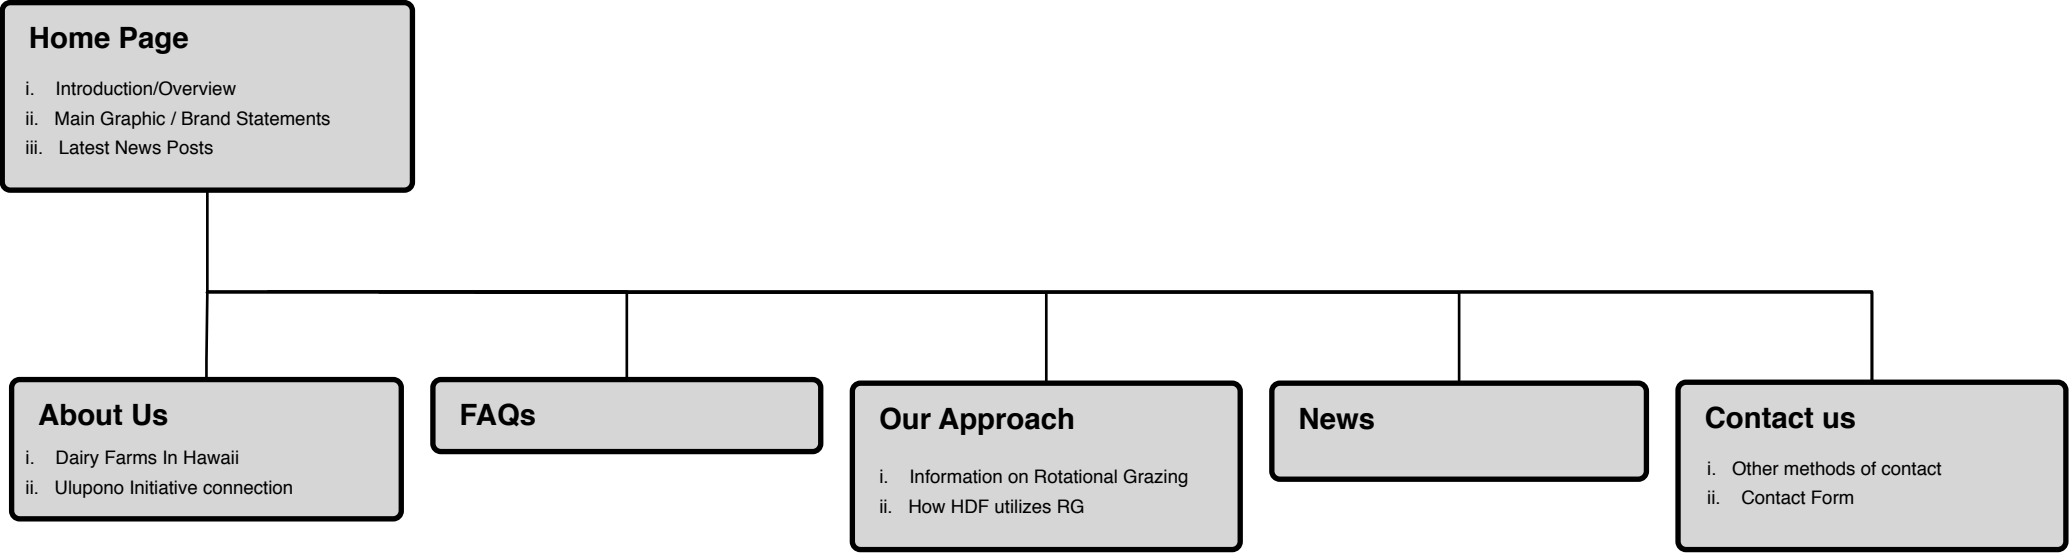 Home Page
i. Introduction/Overview
ii. Main Graphic / Brand Statements
iii. Latest News Posts
About Us
i. Dairy Farms In Hawaii
ii. Ulupono Initiative connection
FAQs
Our Approach
i. Information on Rotational Grazing
ii. How HDF utilizes RG
News
Contact us
i. Other methods of contact
ii. Contact Form